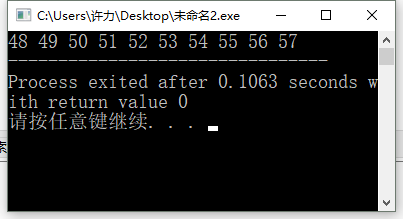 C:\Users\许力\Desktop\未命名2.exe
48 49 50 51 52 53 54 55 56 57
--------------------------------
Process exited after 0.1063 seconds w
ith return value 0
请按任意键继续. . .
索